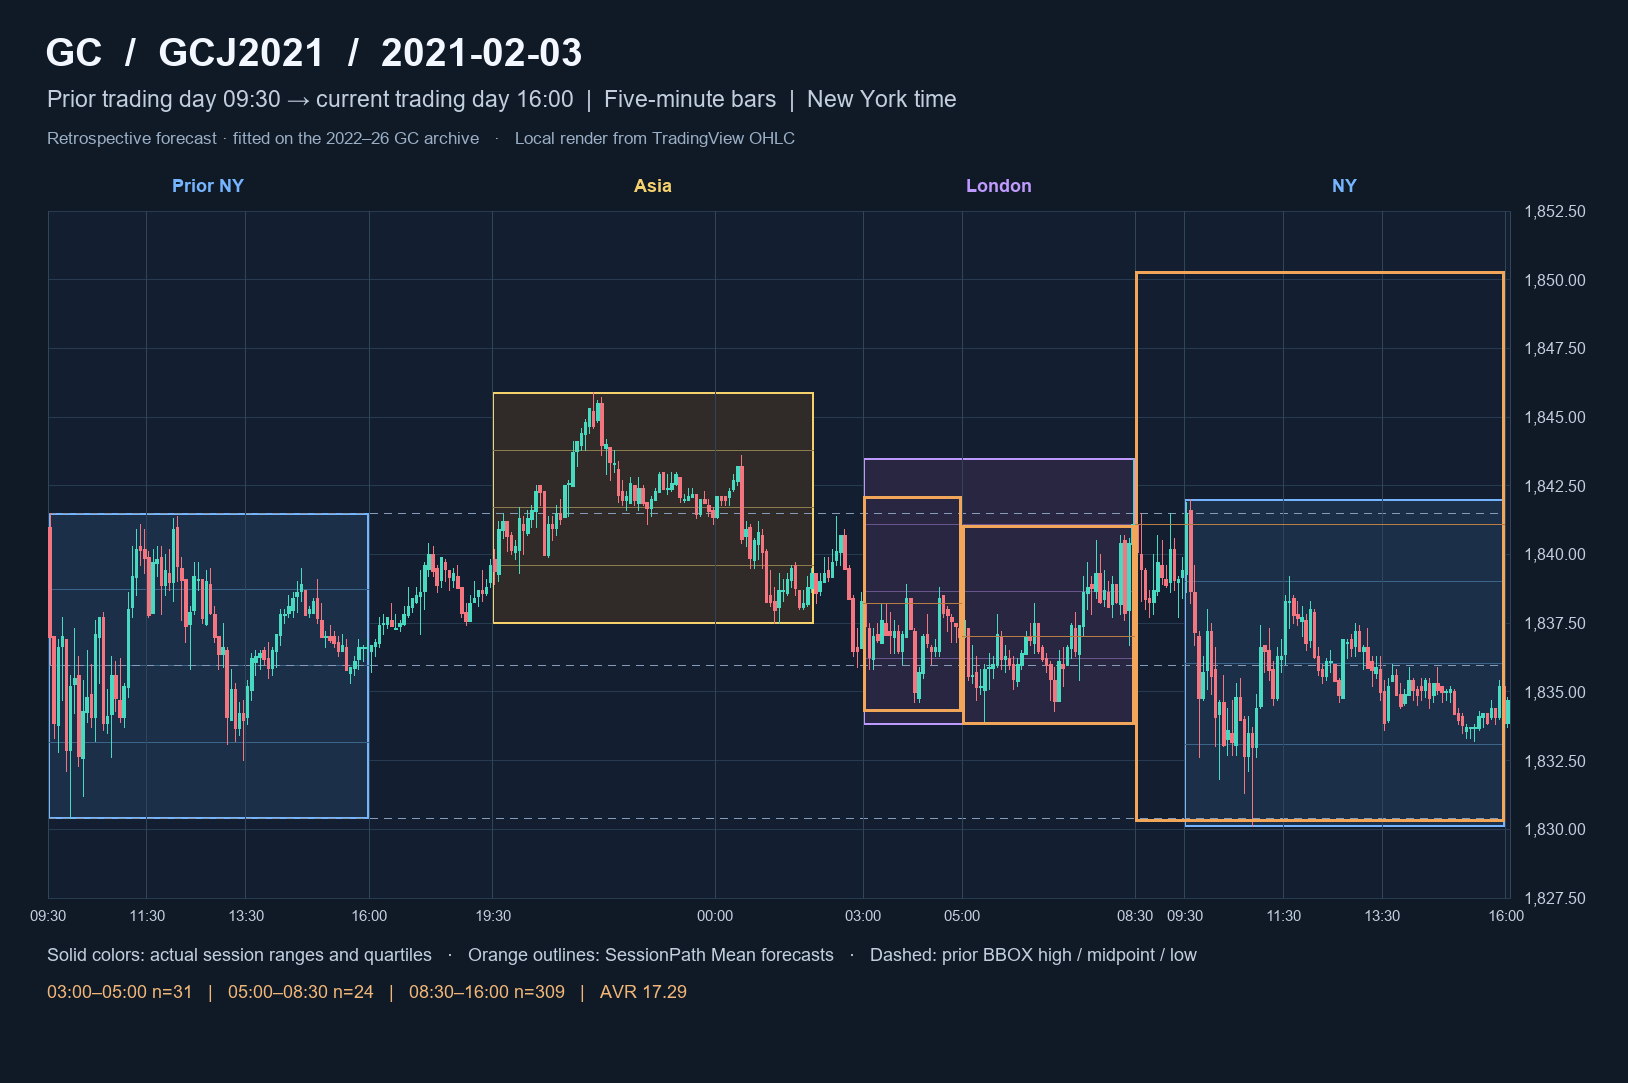 GC / GCJ2021 / 2021-02-03
Prior trading day 09:30 → current trading day 16:00 | Five-minute bars | New York time
Retrospective forecast · fitted on the 2022–26 GC archive · Local render from TradingView OHLC
Prior NY Asia London NY
1,852.50
1,850.00
1,847.50
1,845.00
1,842.50
1,840.00
1,837.50
1,835.00
1,832.50
1,830.00
1,827.50
09:30 11:30 13:30 16:00 19:30 00:00 03:00 05:00 08:30 09:30 11:30 13:30 16:00
Solid colors: actual session ranges and quartiles · Orange outlines: SessionPath Mean forecasts · Dashed: prior BBOX high / midpoint / low
03:00–05:00 n=31 | 05:00–08:30 n=24 | 08:30–16:00 n=309 | AVR 17.29